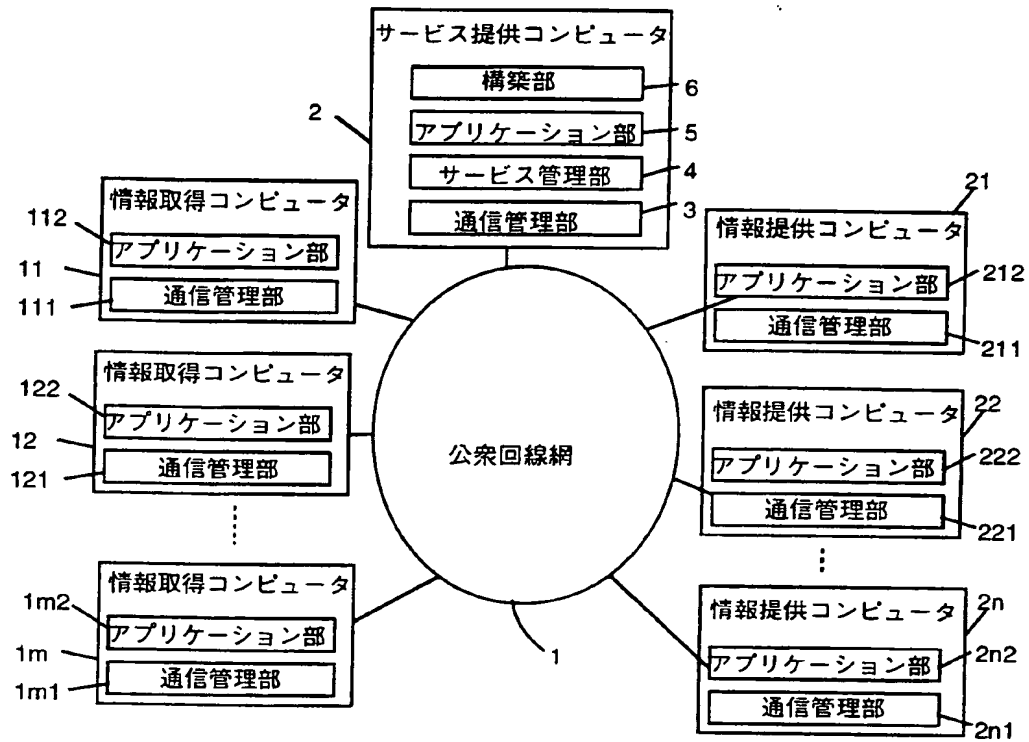 サービス提供コンピュータ
構築部
6
2
アプリケーション部
5
サービス管理部
4
通信管理部
3
情報取得コンピュータ
112
アプリケーション部
11
通信管理部
111
情報取得コンピュータ
122
アプリケーション部
12
通信管理部
121
情報取得コンピュータ
1m2
アプリケーション部
1m
通信管理部
1m1
公衆回線網
1
21
情報提供コンピュータ
アプリケーション部
212
通信管理部
211
情報提供コンピュータ
22
アプリケーション部
222
通信管理部
221
情報提供コンピュータ
2n
アプリケーション部
2n2
通信管理部
2n1